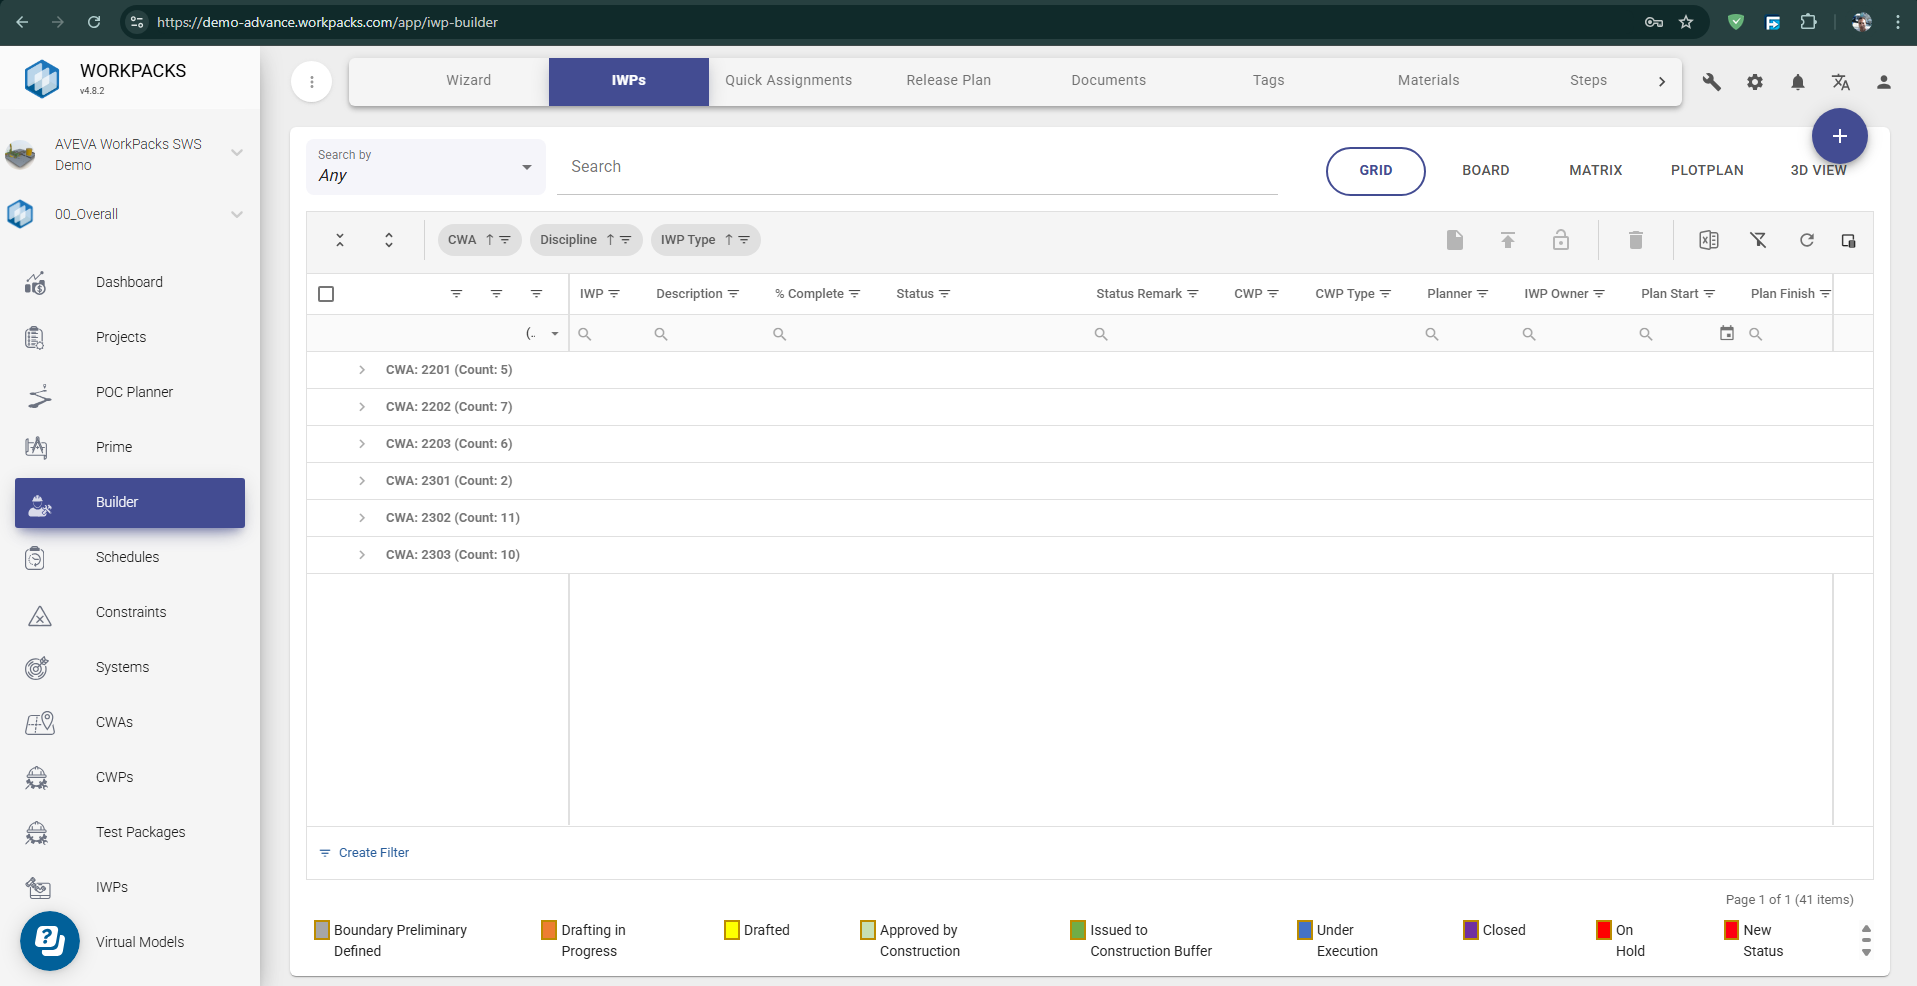 https://demo-advance.workpacks.com/app/iwp-builder
WORKPACKS
v4.8.2
Wizard
IWPs
Quick Assignments
Release Plan
Documents
Tags
Materials
Steps
AVEVA WorkPacks SWS
Demo
00_Overall
Dashboard
Projects
POC Planner
Prime
Builder
Schedules
Constraints
Systems
CWAs
CWPs
Test Packages
IWPs
Virtual Models
Search by
Any
Search
GRID
BOARD
MATRIX
PLOTPLAN
3D VIEW
CWA
Discipline
IWP Type
IWP
Description
% Complete
Status
Status Remark
CWP
CWP Type
Planner
IWP Owner
Plan Start
Plan Finish
(..
CWA: 2201 (Count: 5)
CWA: 2202 (Count: 7)
CWA: 2203 (Count: 6)
CWA: 2301 (Count: 2)
CWA: 2302 (Count: 11)
CWA: 2303 (Count: 10)
Create Filter
Page 1 of 1 (41 items)
Boundary Preliminary
Defined
Drafting in
Progress
Drafted
Approved by
Construction
Issued to
Construction Buffer
Under
Execution
Closed
On
Hold
New
Status